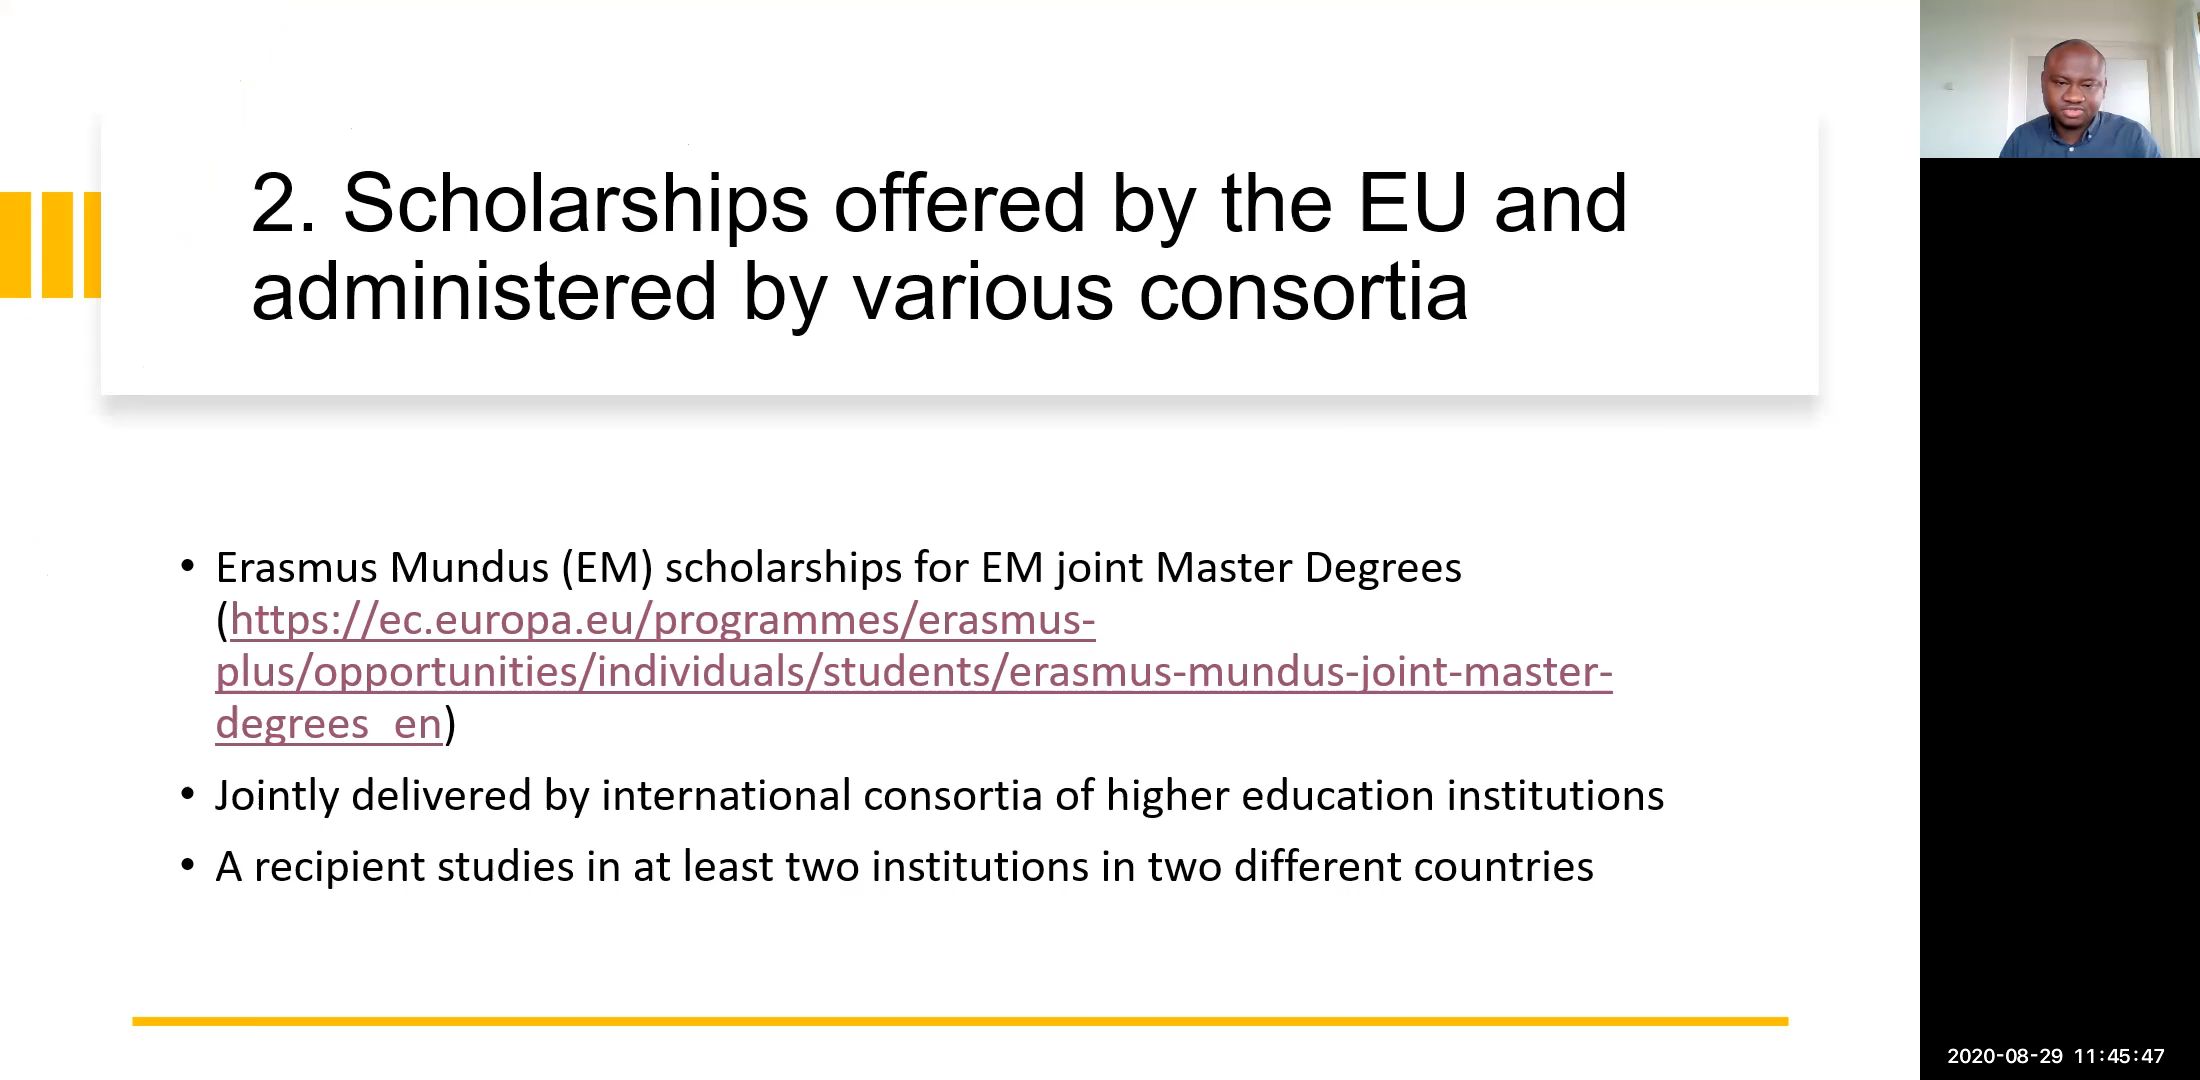 2. Scholarships offered by the EU and
administered by various consortia
• Erasmus Mundus (EM) scholarships for EM joint Master Degrees
(https://ec.europa.eu/programmes/erasmus-
plus/opportunities/individuals/students/erasmus-mundus-joint-master-
degrees_en)
• Jointly delivered by international consortia of higher education institutions
• A recipient studies in at least two institutions in two different countries
2020-08-29 11:45:47